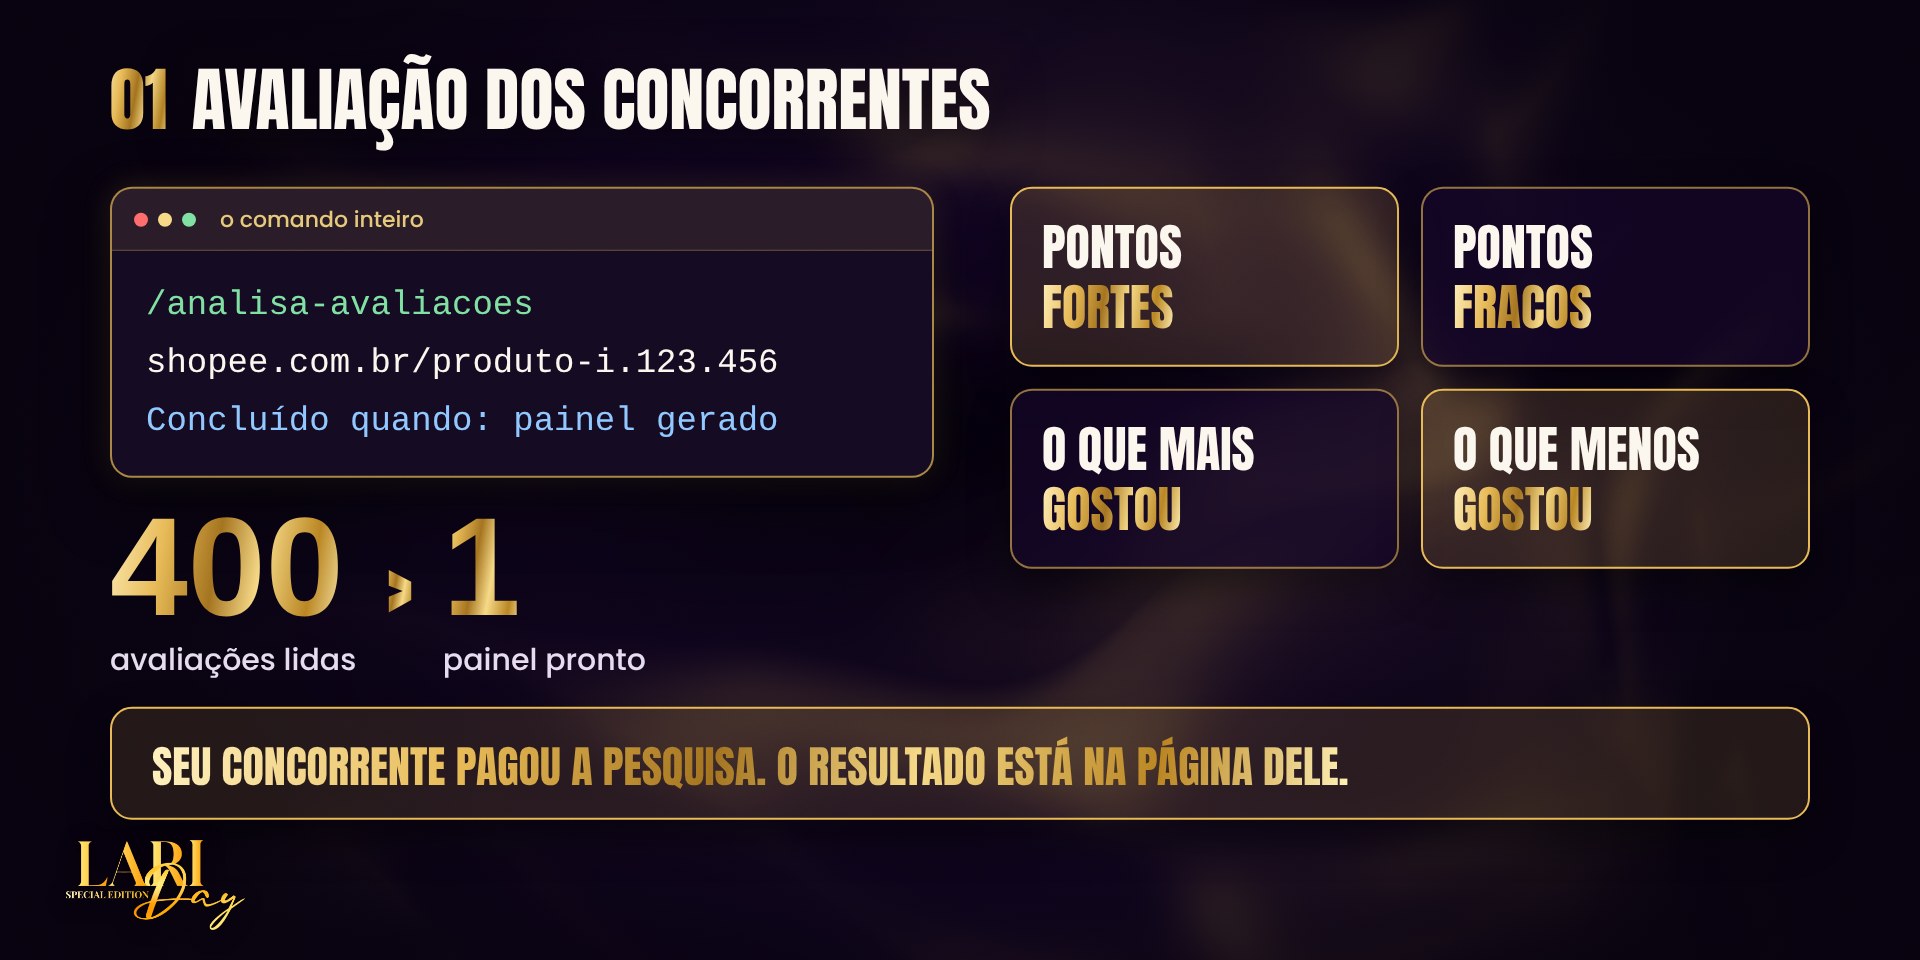 01 AVALIAÇÃO DOS CONCORRENTES
o comando inteiro
/analisa-avaliacoes
shopee.com.br/produto-i.123.456
Concluído quando: painel gerado
PONTOS
FORTES
PONTOS
FRACOS
O QUE MAIS
GOSTOU
O QUE MENOS
GOSTOU
400 > 1
avaliações lidas painel pronto
SEU CONCORRENTE PAGOU A PESQUISA. O RESULTADO ESTÁ NA PÁGINA DELE.
LABI
SPECIAL EDITION Day